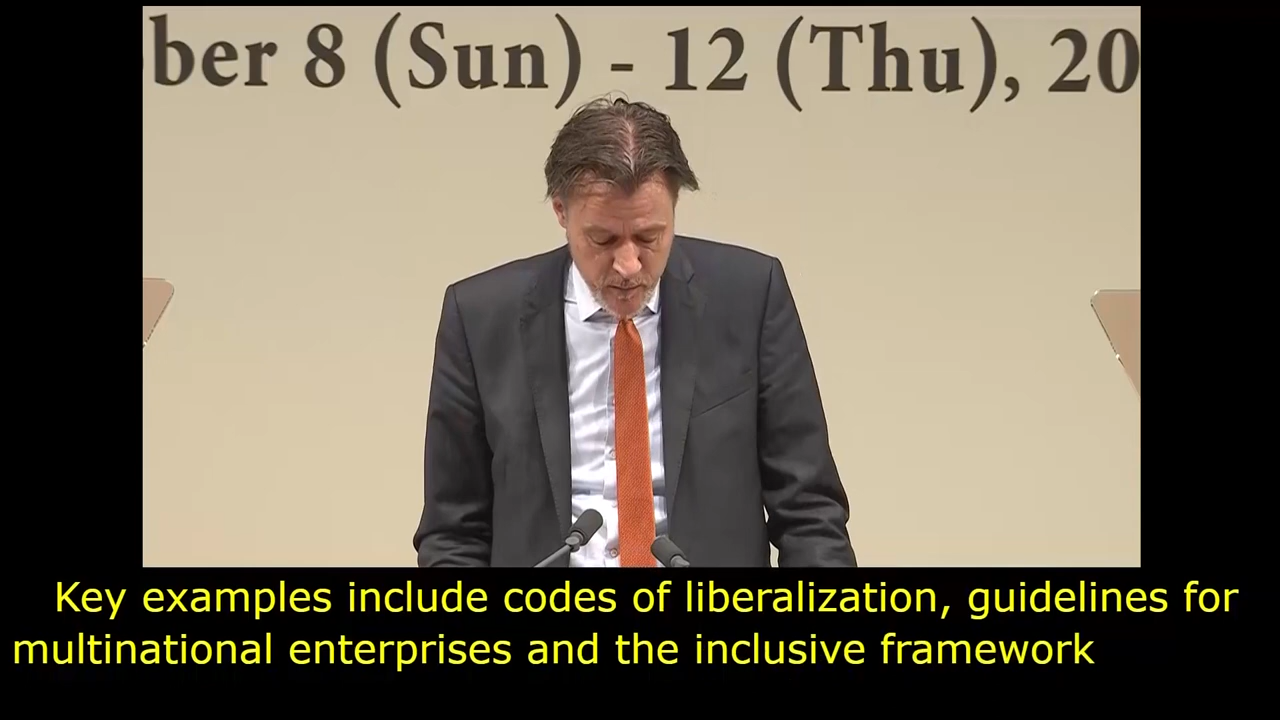 ber 8 (Sun) - 12 (Thu), 20
Key examples include codes of liberalization, guidelines for
multinational enterprises and the inclusive framework